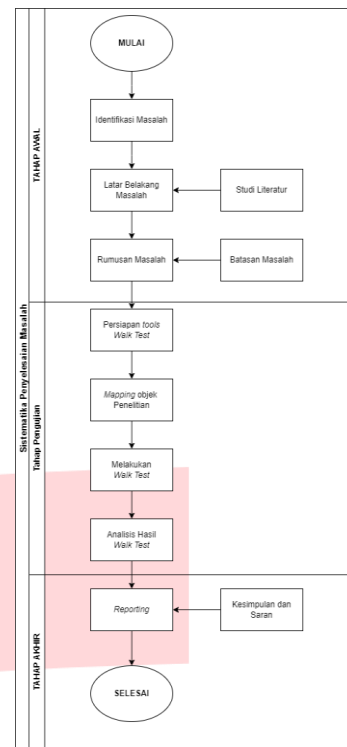 Sistematika Penyelesaian Masalah
TAHAP AWAL
MULAI
Identifikasi Masalah
Latar Belakang
Masalah
Studi Literatur
Rumusan Masalah
Batasan Masalah
Tahap Pengujian
Persiapan tools
Walk Test
Mapping objek
Penelitian
Melakukan
Walk Test
Analisis Hasil
Walk Test
TAHAP AKHIR
Reporting
Kesimpulan dan
Saran
SELESAI